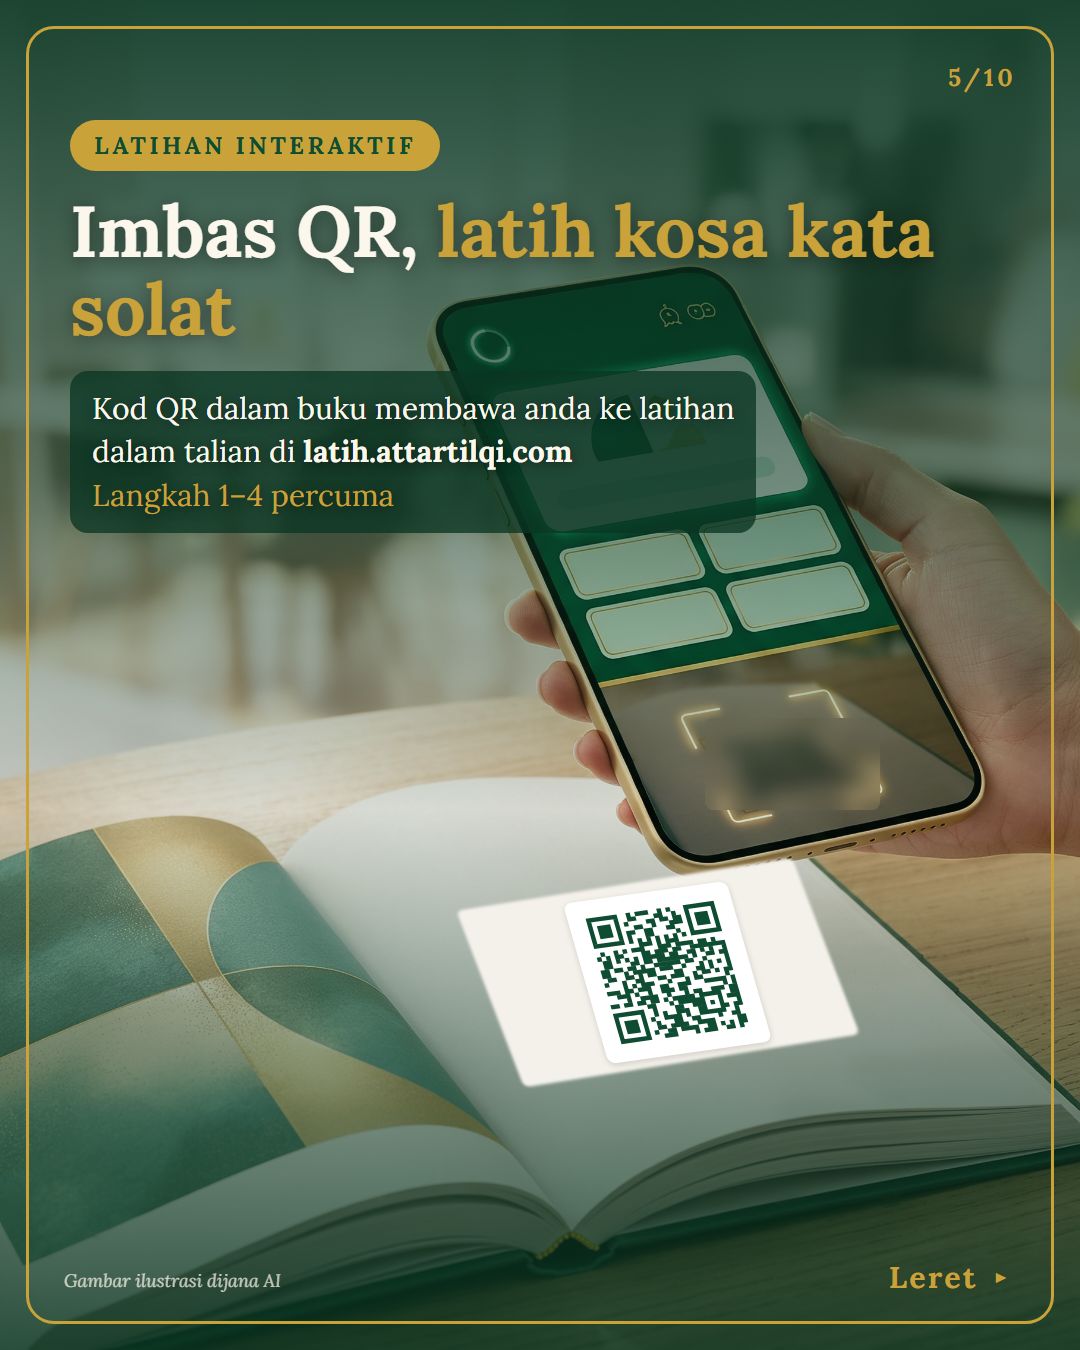 5/10
LATIHAN INTERAKTIF
Imbas QR, latih kosa kata
solat
Kod QR dalam buku membawa anda ke latihan
dalam talian di latih.attartilqi.com
Langkah 1–4 percuma
Gambar ilustrasi dijana AI
Leret ►